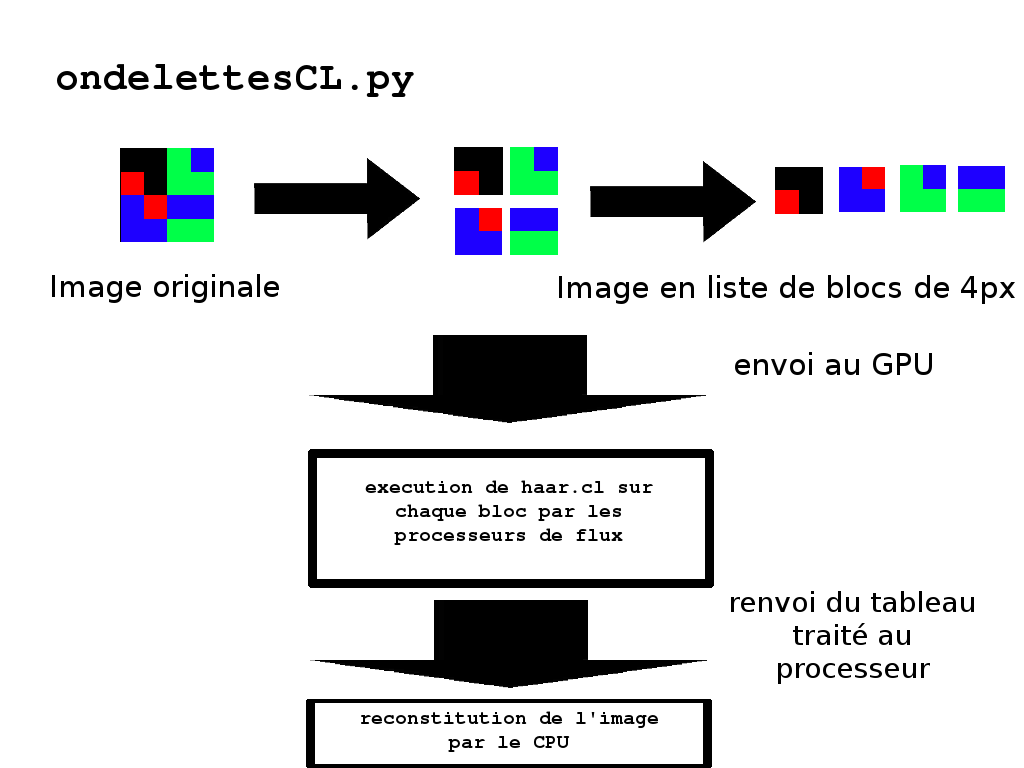 ondelettesCL.py
Image originale
Image en liste de blocs de 4px
envoi au GPU
execution de haar.cl sur
chaque bloc par les
processeurs de flux
renvoi du tableau
traité au
processeur
reconstitution de l'image
par le CPU